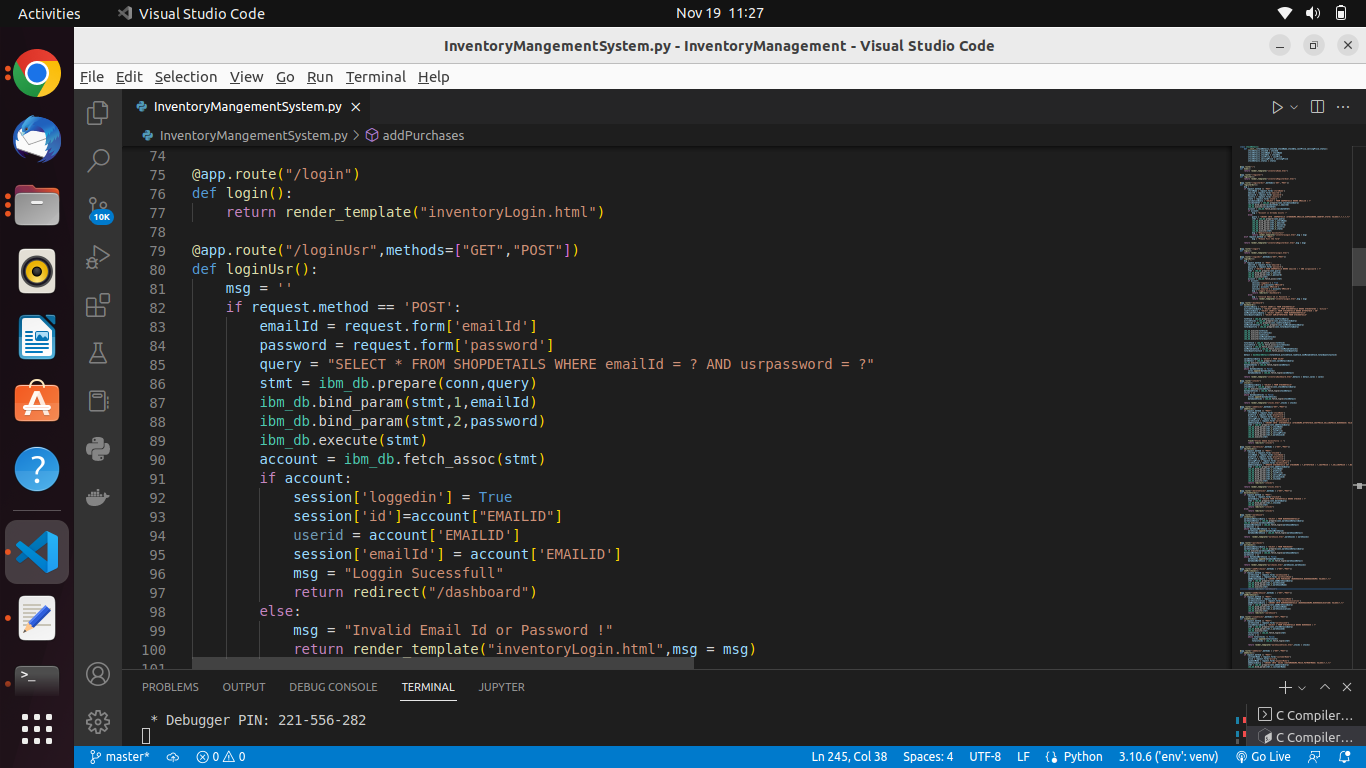 Activities Visual Studio Code Nov 19 11:27
InventoryMangementSystem.py - InventoryManagement - Visual Studio Code
File Edit Selection View Go Run Terminal Help
InventoryMangementSystem.py
InventoryMangementSystem.py > addPurchases
74
75 @app.route("/login")
76 def login():
77     return render_template("inventoryLogin.html")
78
79 @app.route("/loginUsr",methods=["GET","POST"])
80 def loginUsr():
81     msg = ''
82     if request.method == 'POST':
83         emailId = request.form['emailId']
84         password = request.form['password']
85         query = "SELECT * FROM SHOPDETAILS WHERE emailId = ? AND usrpassword = ?"
86         stmt = ibm_db.prepare(conn,query)
87         ibm_db.bind_param(stmt,1,emailId)
88         ibm_db.bind_param(stmt,2,password)
89         ibm_db.execute(stmt)
90         account = ibm_db.fetch_assoc(stmt)
91         if account:
92             session['loggedin'] = True
93             session['id']=account["EMAILID"]
94             userid = account['EMAILID']
95             session['emailId'] = account['EMAILID']
96             msg = "Loggin Sucessfull"
97             return redirect("/dashboard")
98         else:
99             msg = "Invalid Email Id or Password !"
100             return render_template("inventoryLogin.html",msg = msg)
101
10K
PROBLEMS OUTPUT DEBUG CONSOLE TERMINAL JUPYTER
* Debugger PIN: 221-556-282
C Compiler...
C Compiler...
master* 0 0 Ln 245, Col 38 Spaces: 4 UTF-8 LF Python 3.10.6 ('env': venv) Go Live